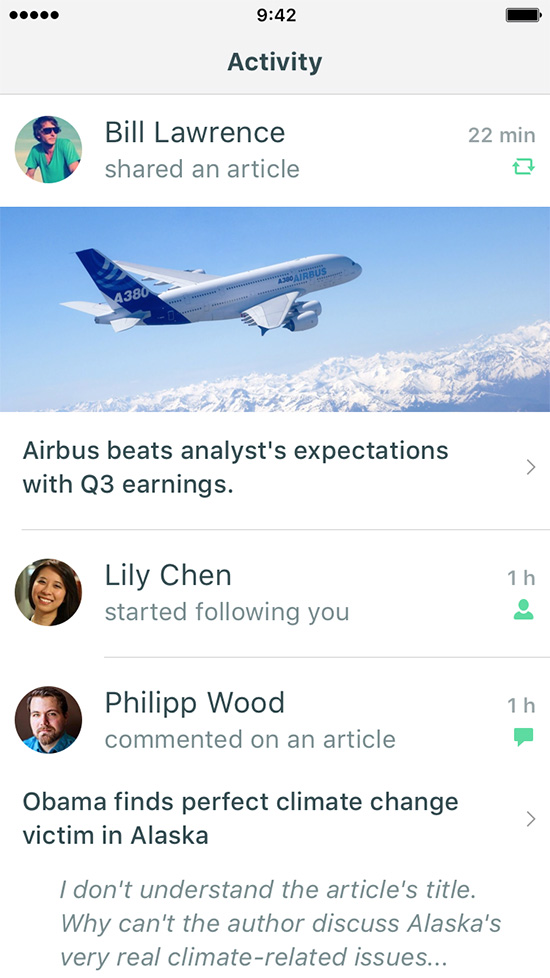 9:42
Activity
Bill Lawrence
22 min
shared an article
A380
A380 AIRBUS
Airbus beats analyst's expectations
with Q3 earnings.
Lily Chen
1 h
started following you
Philipp Wood
1 h
commented on an article
Obama finds perfect climate change
victim in Alaska
I don't understand the article's title.
Why can't the author discuss Alaska's
very real climate-related issues...